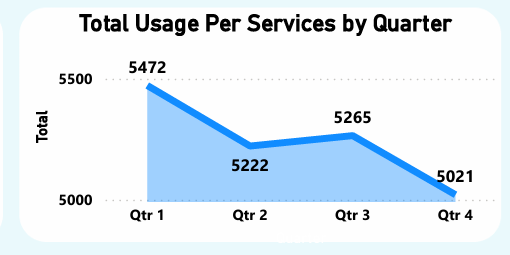 Total Usage Per Services by Quarter
5472
5500
5265
Total
5222
5021
5000
Qtr 1
Qtr 2
Qtr 3
Qtr 4